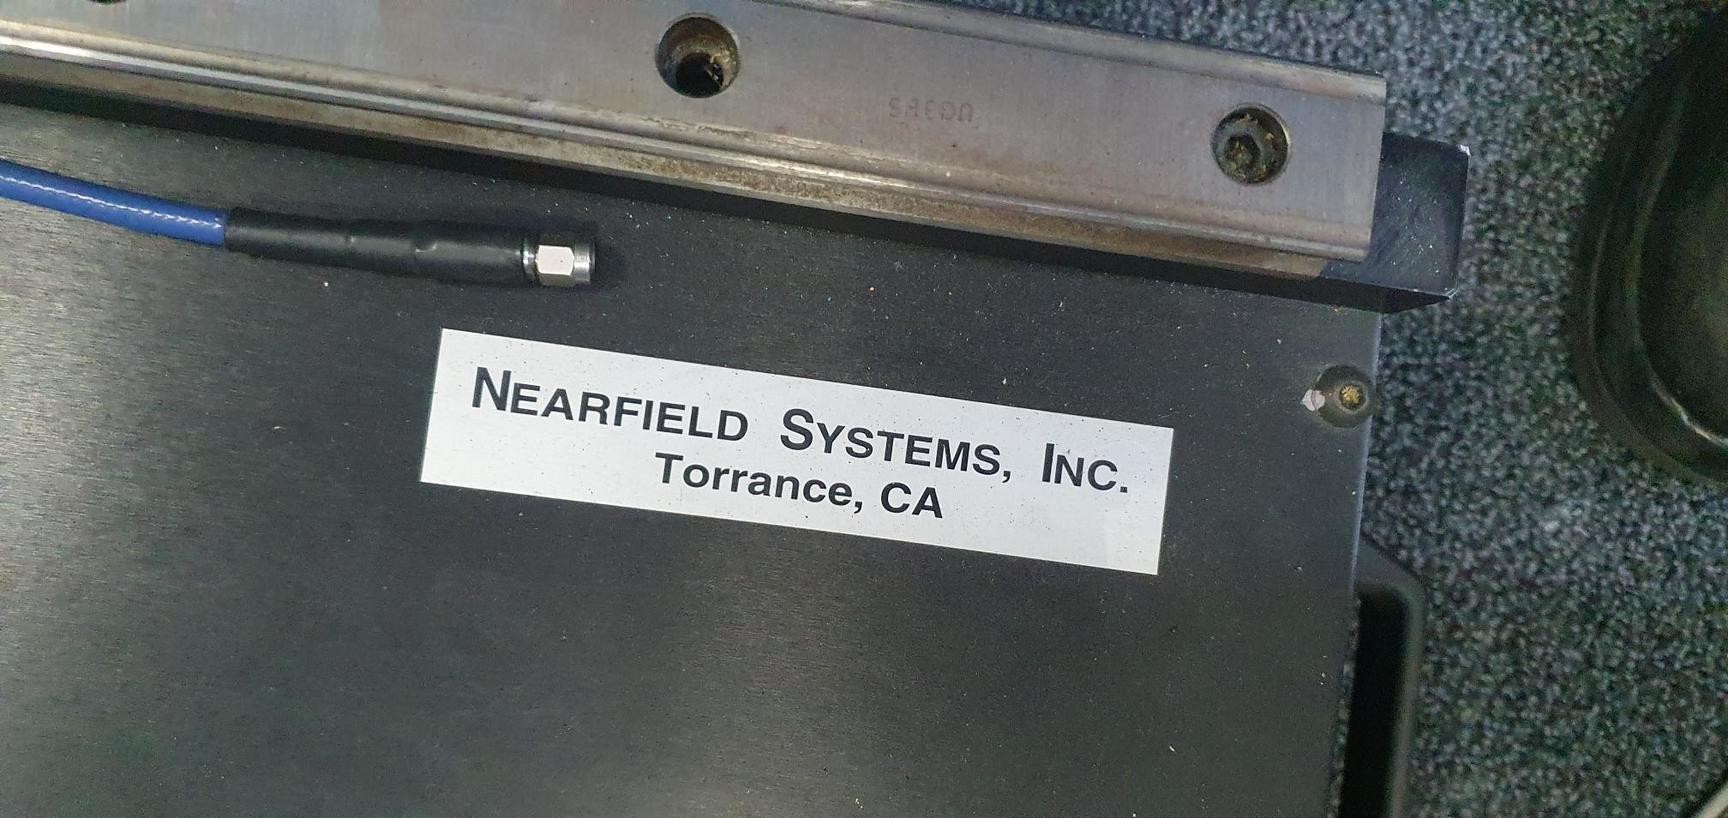 NEARFIELD SYSTEMS, INC.
Torrance, CA